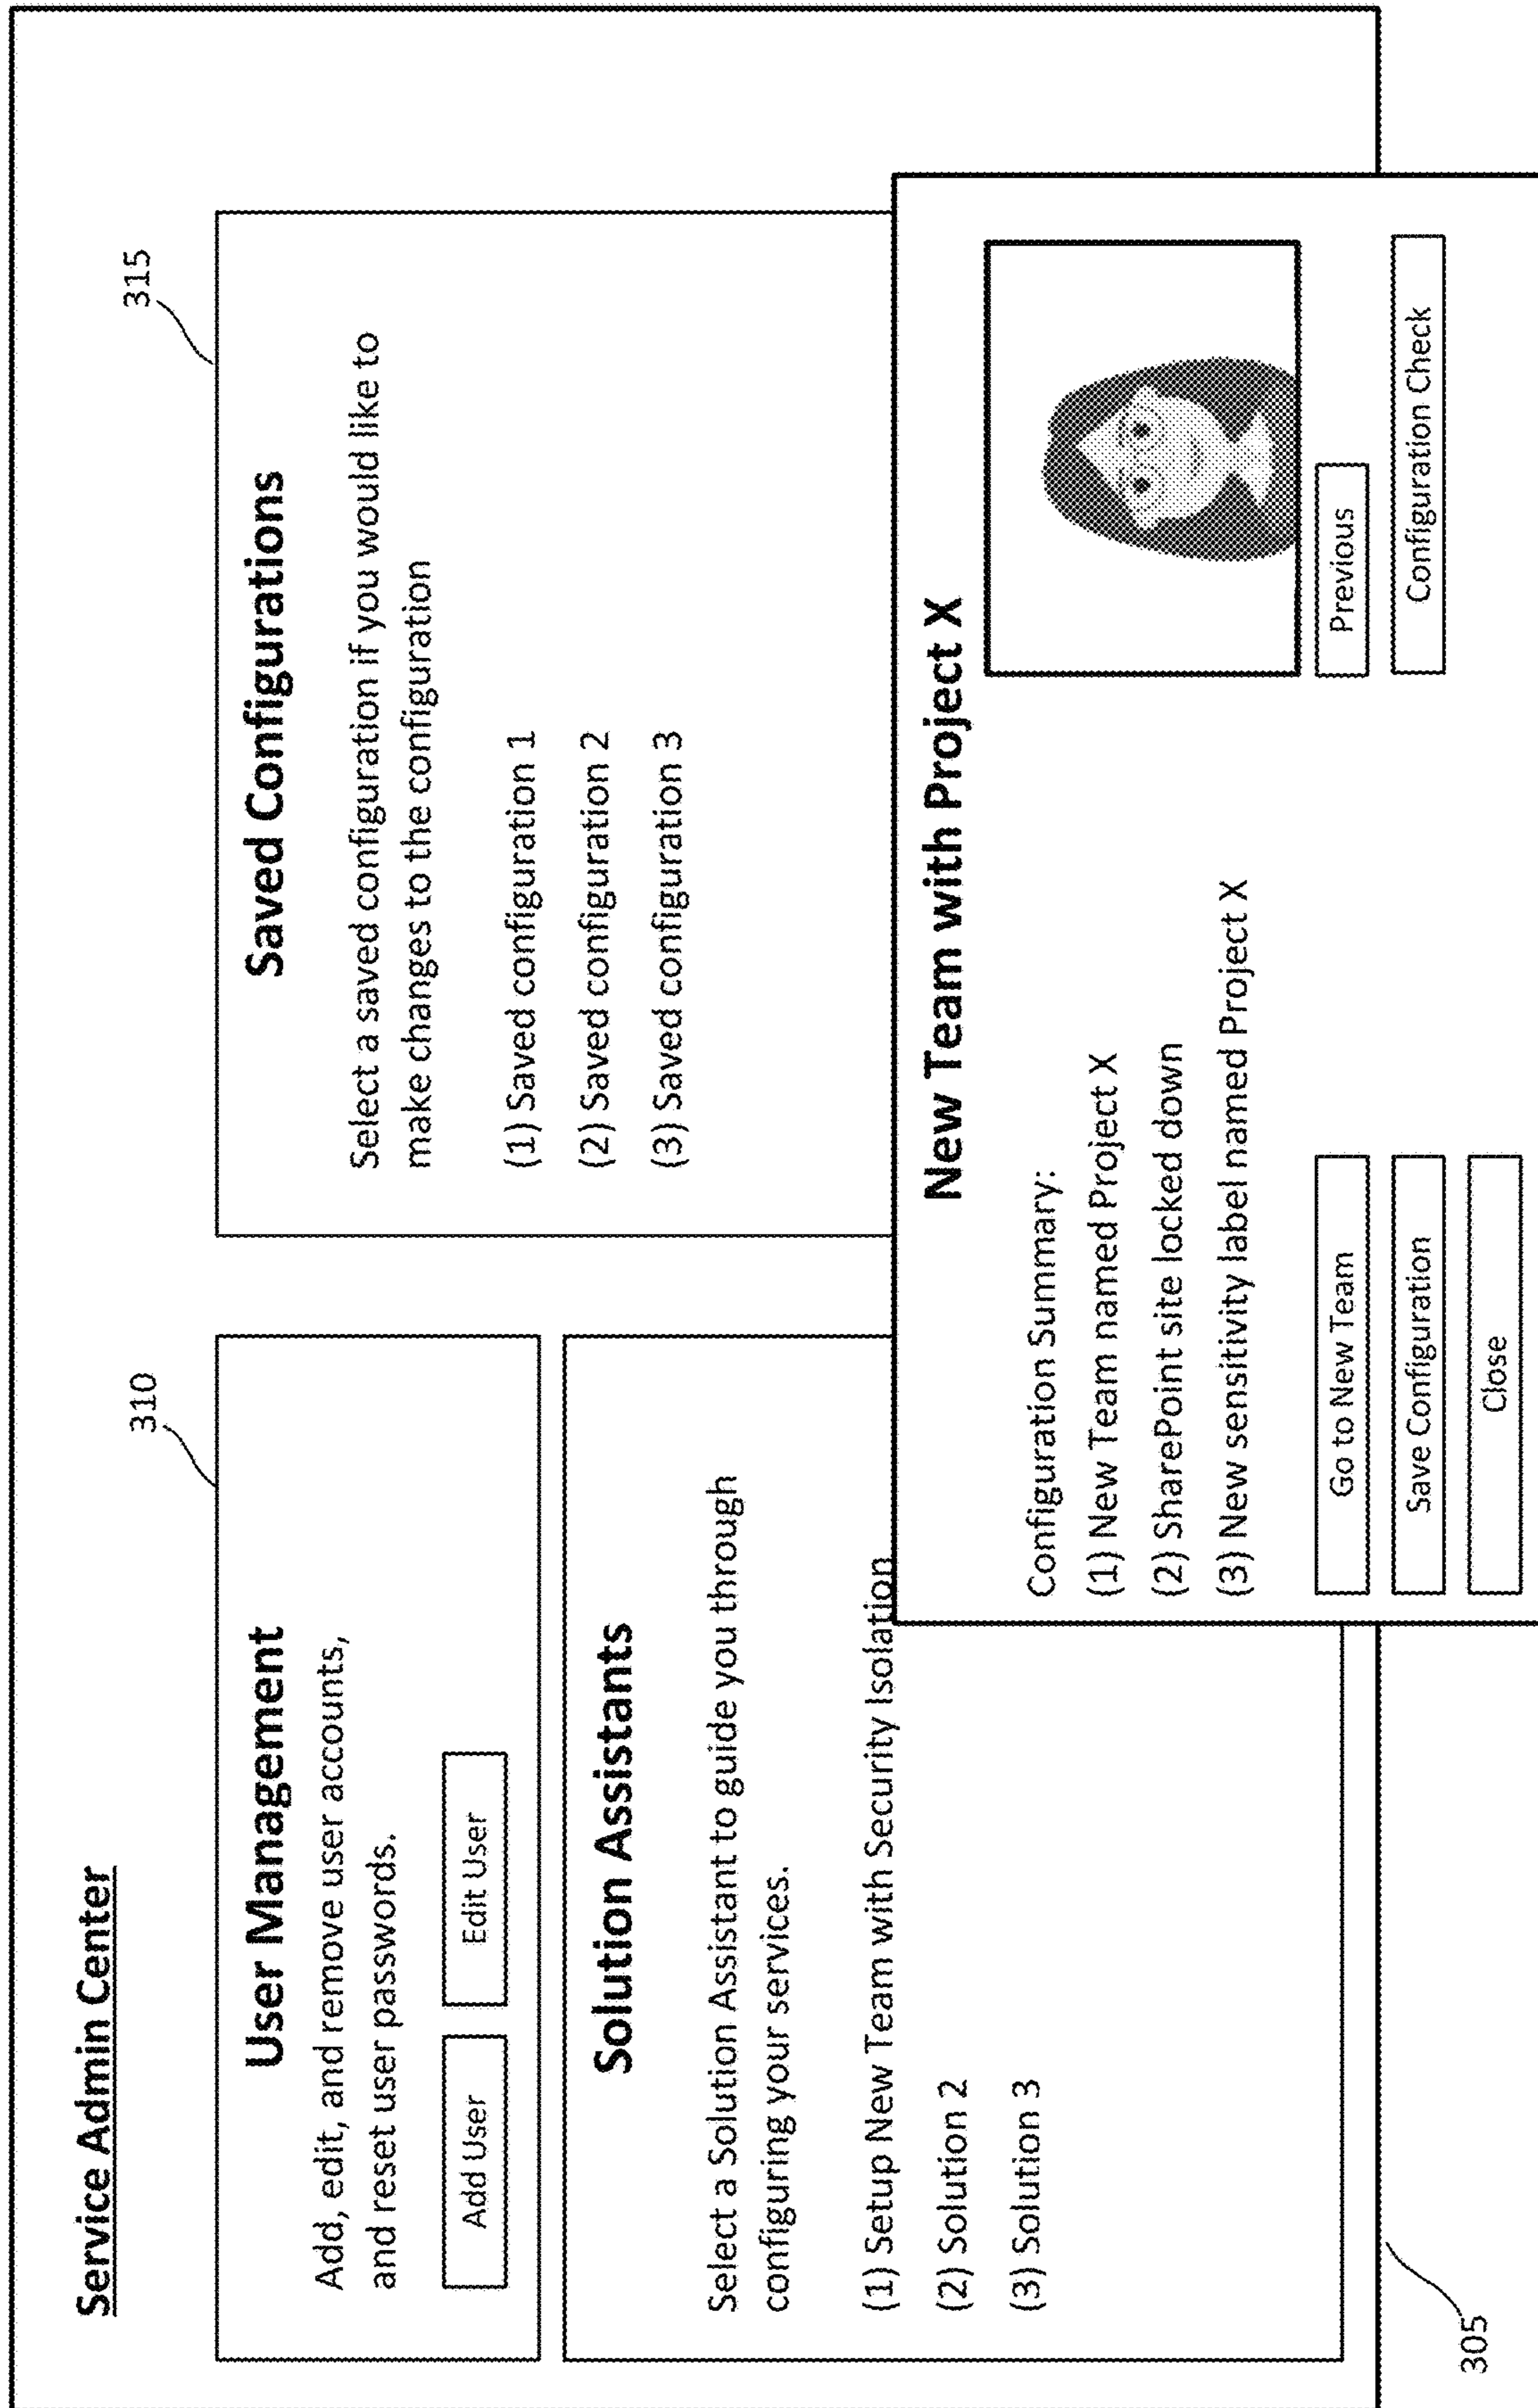 Service Admin Center
310
User Management
Add, edit, and remove user accounts,
and reset user passwords.
Add User
Edit User
Solution Assistants
Select a Solution Assistant to guide you through
configuring your services.
(1) Setup New Team with Security Isolation
(2) Solution 2
(3) Solution 3
315
Saved Configurations
Select a saved configuration if you would like to
make changes to the configuration
(1) Saved configuration 1
(2) Saved configuration 2
(3) Saved configuration 3
New Team with Project X
Configuration Summary:
(1) New Team named Project X
(2) SharePoint site locked down
(3) New sensitivity label named Project X
Go to New Team
Previous
Save Configuration
Configuration Check
Close
305